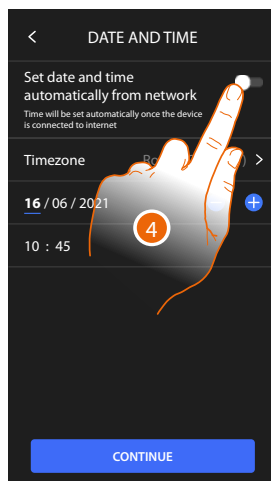 DATE AND TIME
Set date and time
automatically from network
Time will be set automatically once the device
is connected to internet
Timezone
16 / 06 / 2021
4
10 : 45
CONTINUE